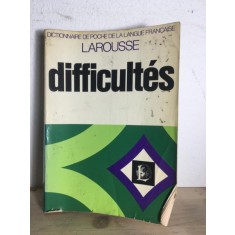 DICTIONNAIRE DE POCHE DE LA LANGUE FRANÇAISE
LAROUSSE
difficultés